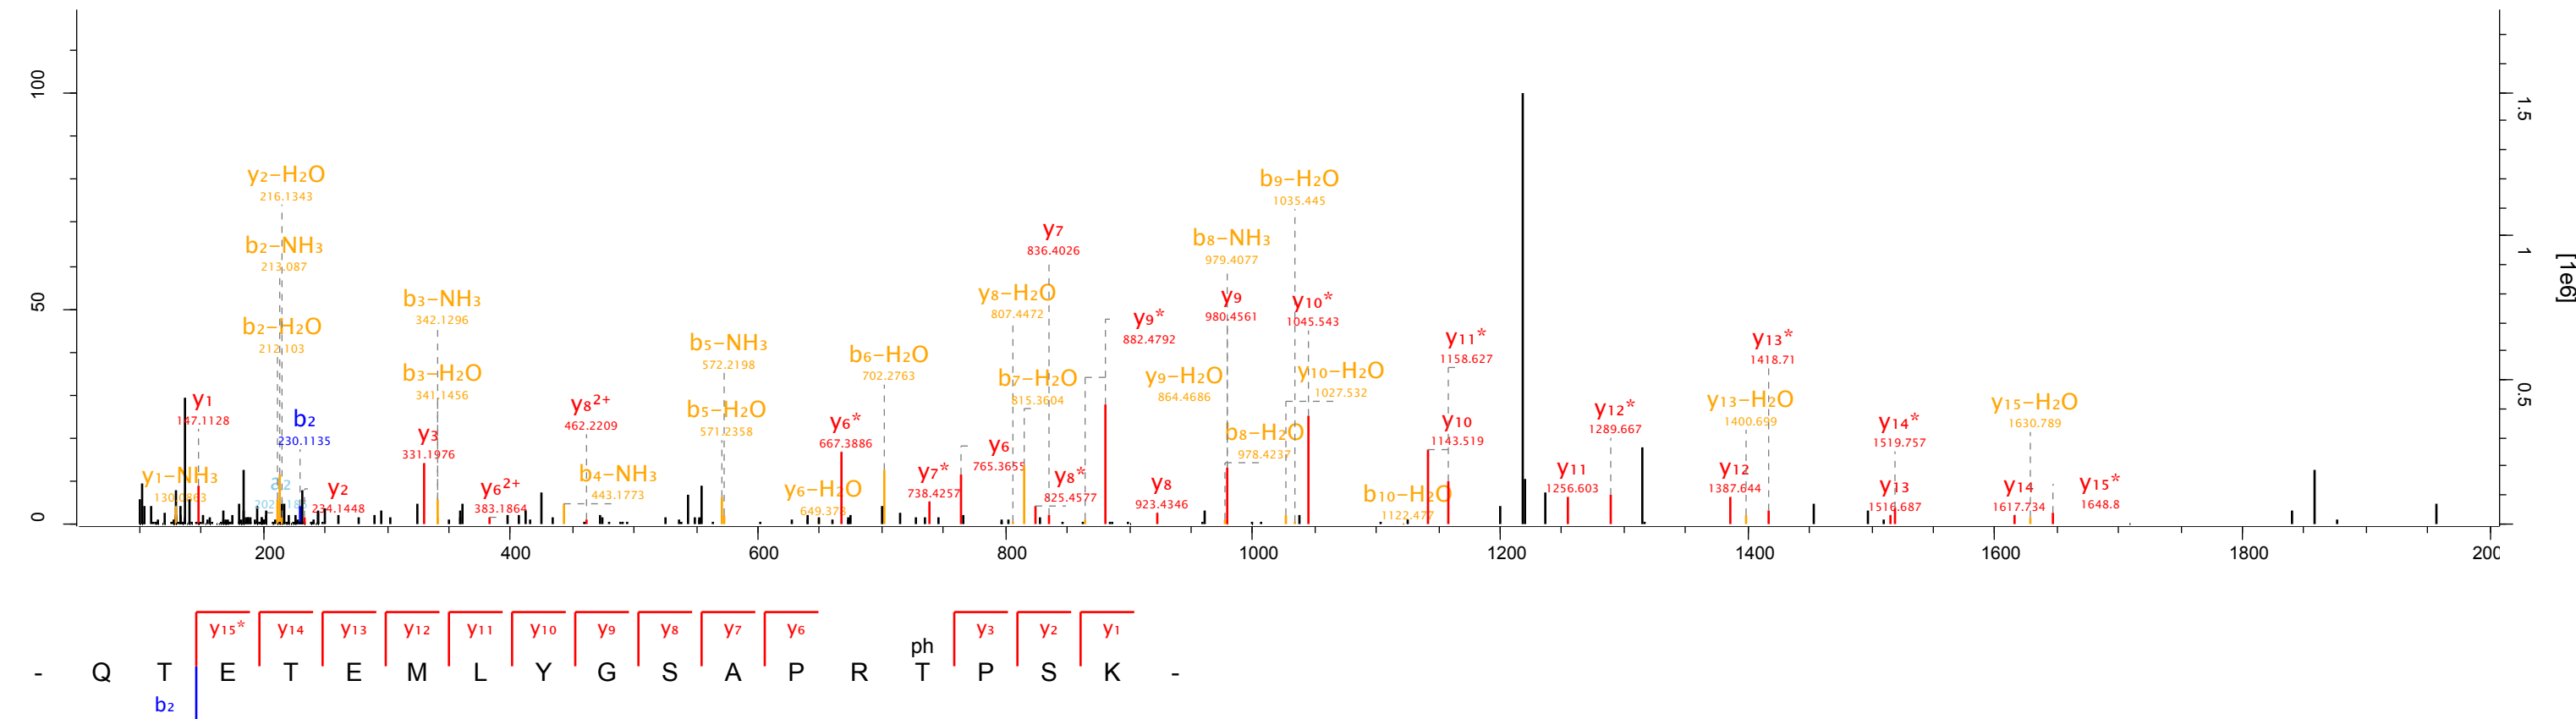 y2-H2O
216.1343
b9-H2O
1035.445
y7
836.4026
b8-NH3
979.4077
b2-NH3
213.087
y8-H2O
807.4472
b3-NH3
342.1296
y9
980.4561
y10*
1045.543
y9*
882.4792
b2-H2O
212.103
y11*
1158.627
y13*
1418.71
b5-NH3
572.2198
b6-H2O
702.2763
b3-H2O
341.1456
b7-H2O
815.3604
y9-H2O
864.4686
y10-H2O
1027.532
y1
147.1128
y8²⁺
462.2209
b5-H2O
571.2358
y12*
1289.667
y13-H2O
1400.699
y15-H2O
1630.789
b2
230.1135
y3
331.1976
y6*
667.3886
y6
765.3655
b8-H2O
978.4237
y10
1143.519
y14*
1519.757
y1-NH3
130.0863
a2
y2
234.1448
y6²⁺
383.1864
b4-NH3
443.1773
y6-H2O
649.378
y7*
738.4257
y8*
825.4577
y8
923.4346
b10-H2O
1122.477
y11
1256.603
y12
1387.644
y13
1516.687
y14
1617.734
y15*
1648.8
100
50
0
1.5
1
0.5
[1e6]
200 400 600 800 1000 1200 1400 1600 1800 200
y15* y14 y13 y12 y11 y10 y9 y8 y7 y6 y3 y2 y1
ph
- Q T E T E M L Y G S A P R T P S K -
b2